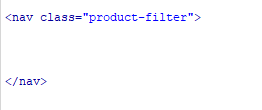 <nav class="product-filter">
</nav>